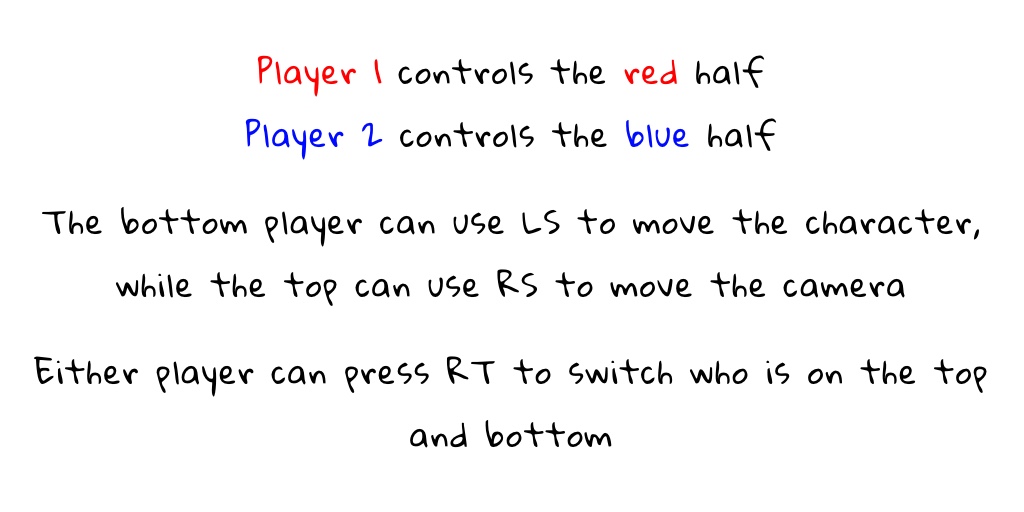 Player 1 controls the red half
Player 2 controls the blue half
The bottom player can use LS to move the character,
while the top can use RS to move the camera
Either player can press RT to switch who is on the top
and bottom